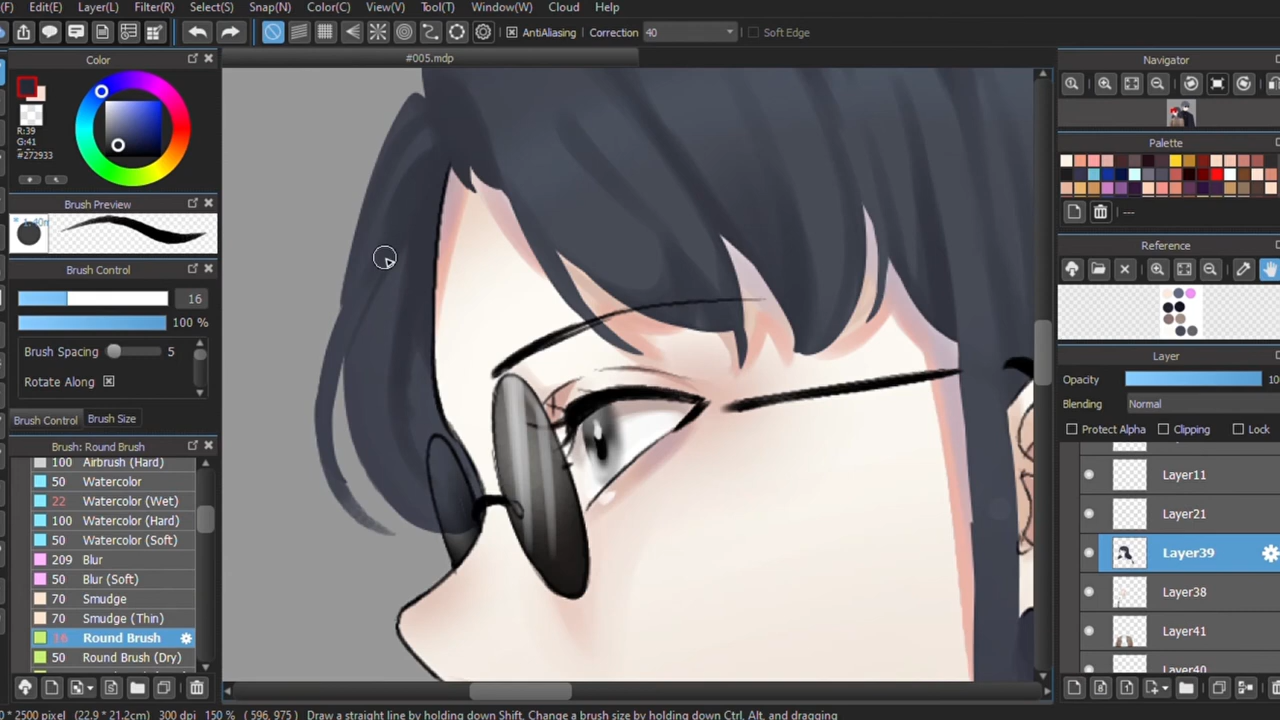 (F) Edit(E) Layer(L) Filter(R) Select(S) Snap(N) Color(C) View(V) Tool(T) Window(W) Cloud Help
AntiAliasing Correction 40 Soft Edge
Color
#005.mdp
R:39
G:41
#272933
Brush Preview
Brush Control
16
100 %
Brush Spacing 5
Rotate Along
Brush Control Brush Size
Brush: Round Brush
100 Airbrush (Hard)
50 Watercolor
22 Watercolor (Wet)
100 Watercolor (Hard)
50 Watercolor (Soft)
209 Blur
50 Blur (Soft)
70 Smudge
70 Smudge (Thin)
16 Round Brush
50 Round Brush (Dry)
Navigator
Palette
---
Reference
Layer
Opacity 10
Blending Normal
Protect Alpha Clipping Lock
Layer11
Layer21
Layer39
Layer38
Layer41
Layer40
* 2500 pixel (22.9 * 21.2cm) 300 dpi 150 % ( 596, 975 ) Draw a straight line by holding down Shift, Change a brush size by holding down Ctrl, Alt, and dragging